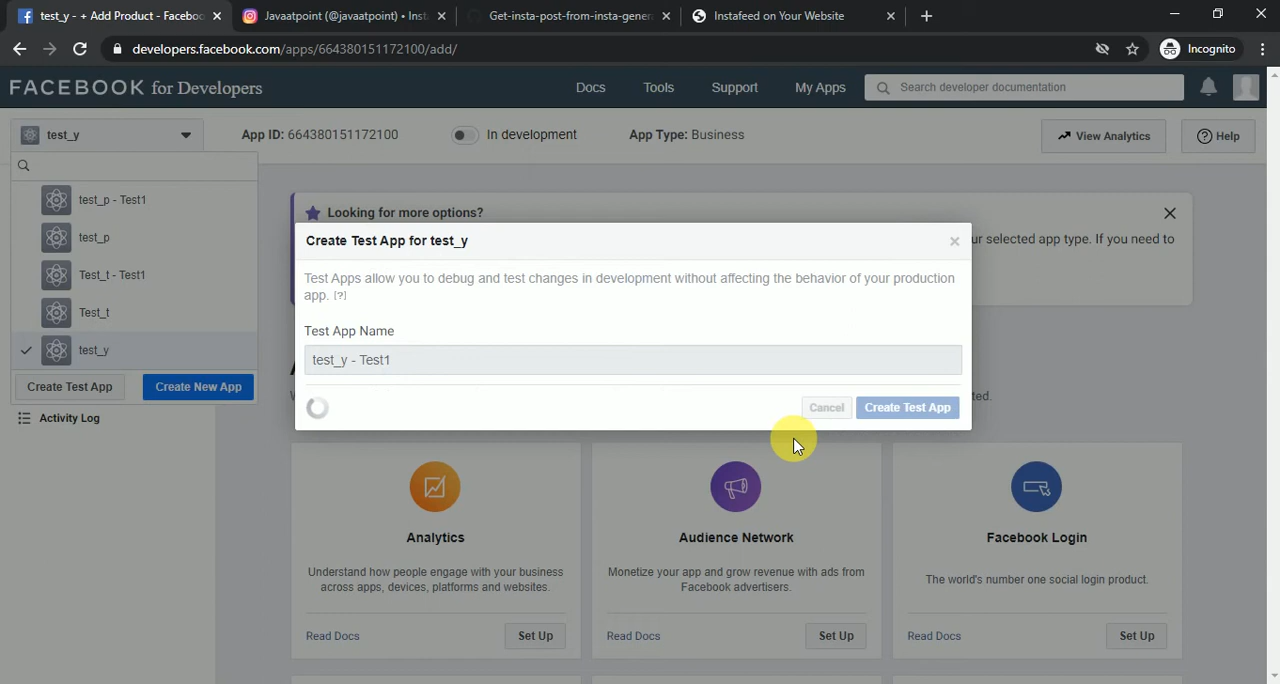 test_y - + Add Product - Faceboo
Javaatpoint (@javaatpoint) • Inst
Get-insta-post-from-insta-gener
Instafeed on Your Website
developers.facebook.com/apps/664380151172100/add/
Incognito
FACEBOOK for Developers
Docs
Tools
Support
My Apps
Search developer documentation
test_y
App ID: 664380151172100
In development
App Type: Business
View Analytics
Help
test_p - Test1
test_p
Test_t - Test1
Test_t
test_y
Create Test App
Create New App
Activity Log
Looking for more options?
ur selected app type. If you need to
Create Test App for test_y
Test Apps allow you to debug and test changes in development without affecting the behavior of your production
app. [?]
Test App Name
test_y - Test1
Cancel
Create Test App
ted.
Analytics
Understand how people engage with your business
across apps, devices, platforms and websites.
Read Docs
Set Up
Audience Network
Monetize your app and grow revenue with ads from
Facebook advertisers.
Read Docs
Set Up
Facebook Login
The world's number one social login product.
Read Docs
Set Up